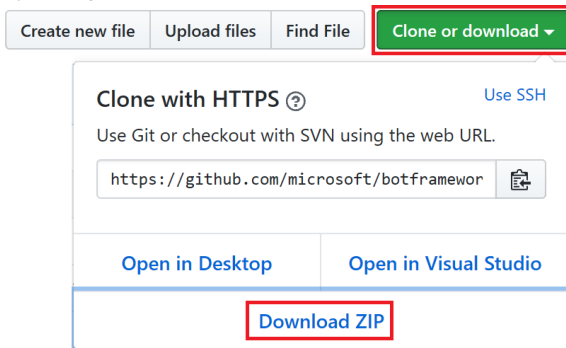 Create new file Upload files Find File Clone or download
Clone with HTTPS ? Use SSH
Use Git or checkout with SVN using the web URL.
https://github.com/microsoft/botframewor
Open in Desktop Open in Visual Studio
Download ZIP